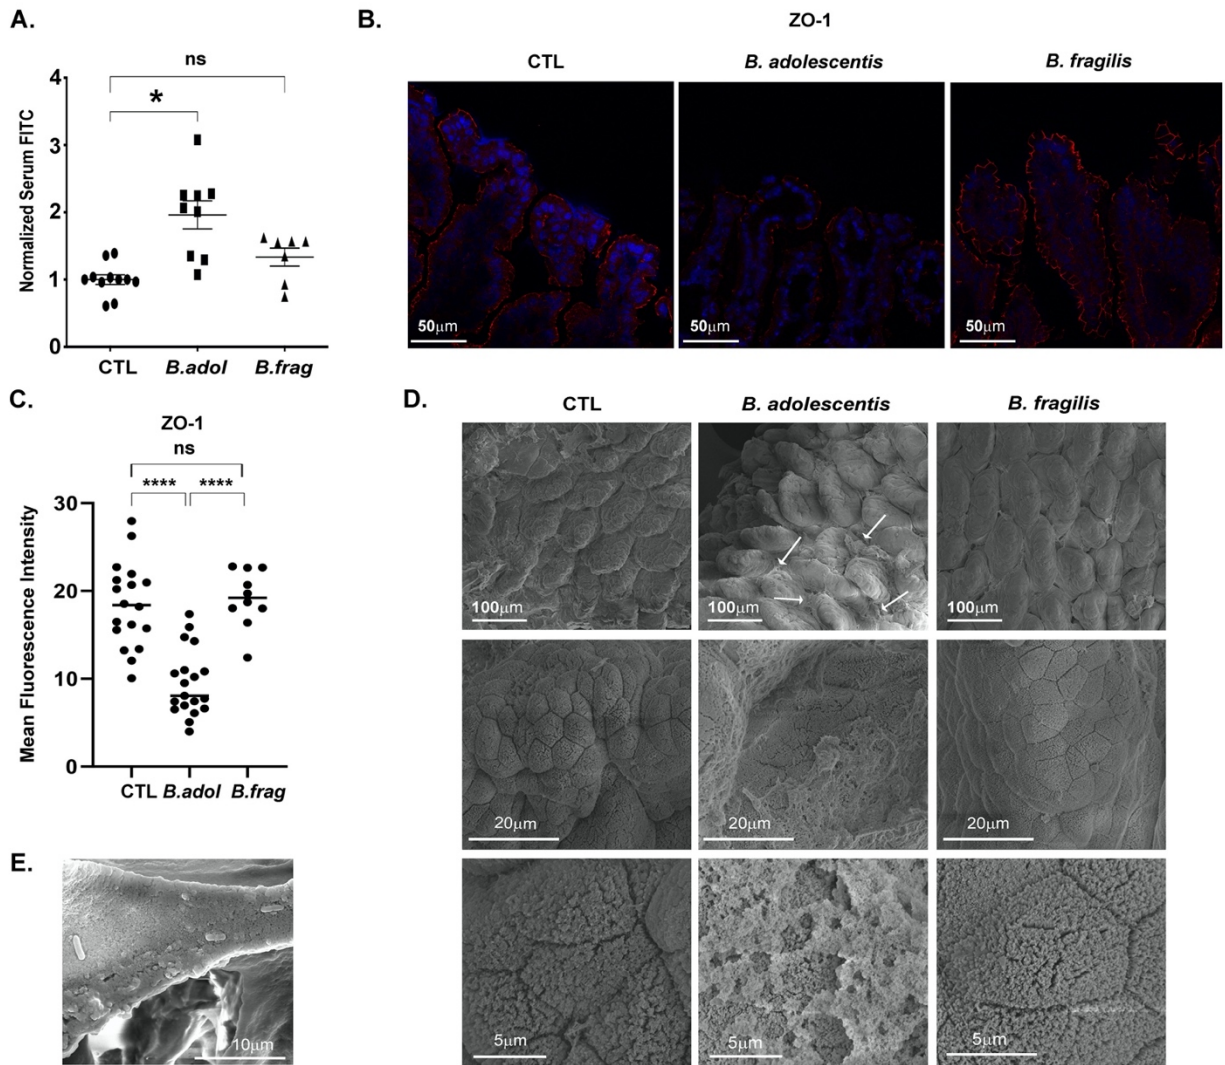 A.
ns
*
Normalized Serum FITC
4
3
2
1
0
CTL B.adol B.frag
B.
ZO-1
CTL B. adolescentis B. fragilis
50μm 50μm 50μm
C.
ZO-1
ns
**** ****
Mean Fluorescence Intensity
30
20
10
0
CTL B.adol B.frag
D.
CTL B. adolescentis B. fragilis
100μm 100μm 100μm
20μm 20μm 20μm
5μm 5μm 5μm
E.
10μm